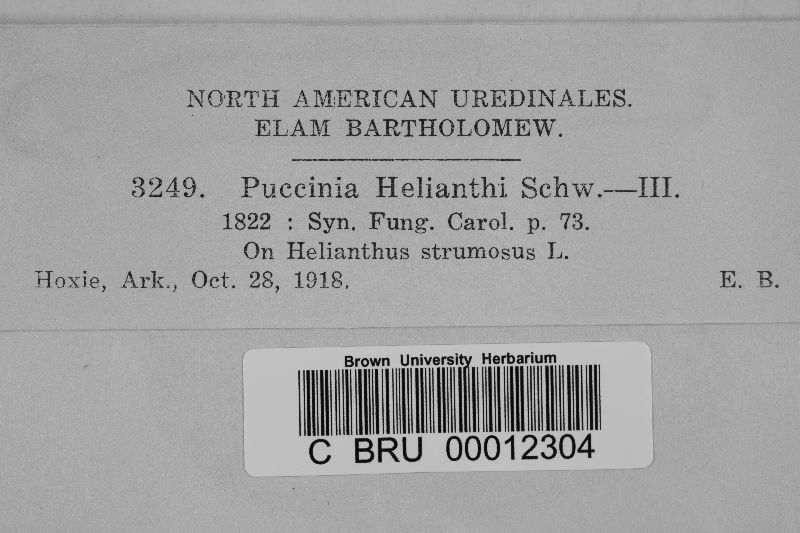 NORTH AMERICAN UREDINALES.
ELAM BARTHOLOMEW.
3249. Puccinia Helianthi Schw.—III.
1822 : Syn. Fung. Carol. p. 73.
On Helianthus strumosus L.
Hoxie, Ark., Oct. 28, 1918. E. B.
Brown University Herbarium
C BRU 00012304